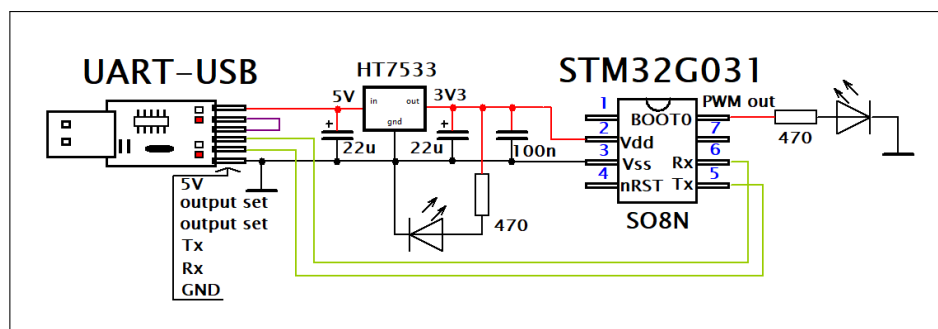 UART-USB
HT7533
STM32G031
5V
in
out
gnd
3V3
+
22u
+
22u
100n
1
2
3
4
BOOT0
Vdd
Vss
nRST
Rx
Tx
PWM out
7
6
5
470
SO8N
470
5V
output set
output set
Tx
Rx
GND